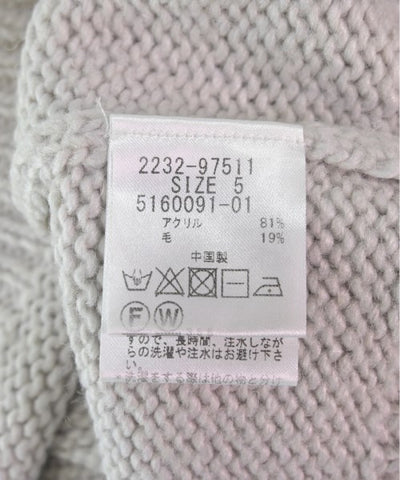 2232-97511
SIZE 5
5160091-01
アクリル 81%
毛 19%
中国製
F W
すので、長時間、注水しなが
らの洗濯や注水はお避け下さ
い。